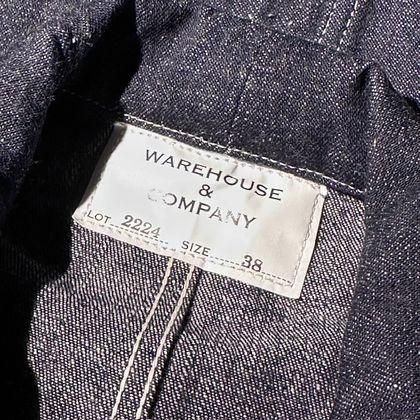 WAREHOUSE
&
COMPANY
LOT 2224 SIZE 38